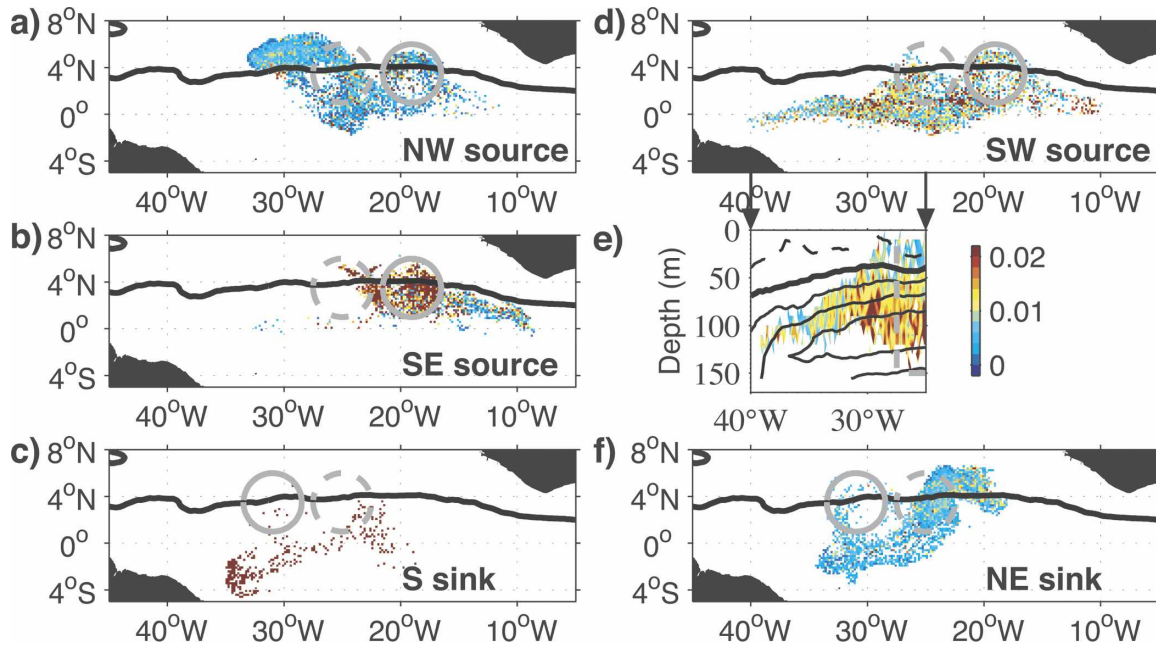 a)
8°N
4°N
0°
4°S
NW source
40°W 30°W 20°W 10°W
d)
8°N
4°N
0°
4°S
SW source
40°W 30°W 20°W 10°W
b)
8°N
4°N
0°
4°S
SE source
40°W 30°W 20°W 10°W
e)
0
50
100
150
Depth (m)
40°W 30°W
0.02
0.01
0
c)
8°N
4°N
0°
4°S
S sink
40°W 30°W 20°W 10°W
f)
8°N
4°N
0°
4°S
NE sink
40°W 30°W 20°W 10°W